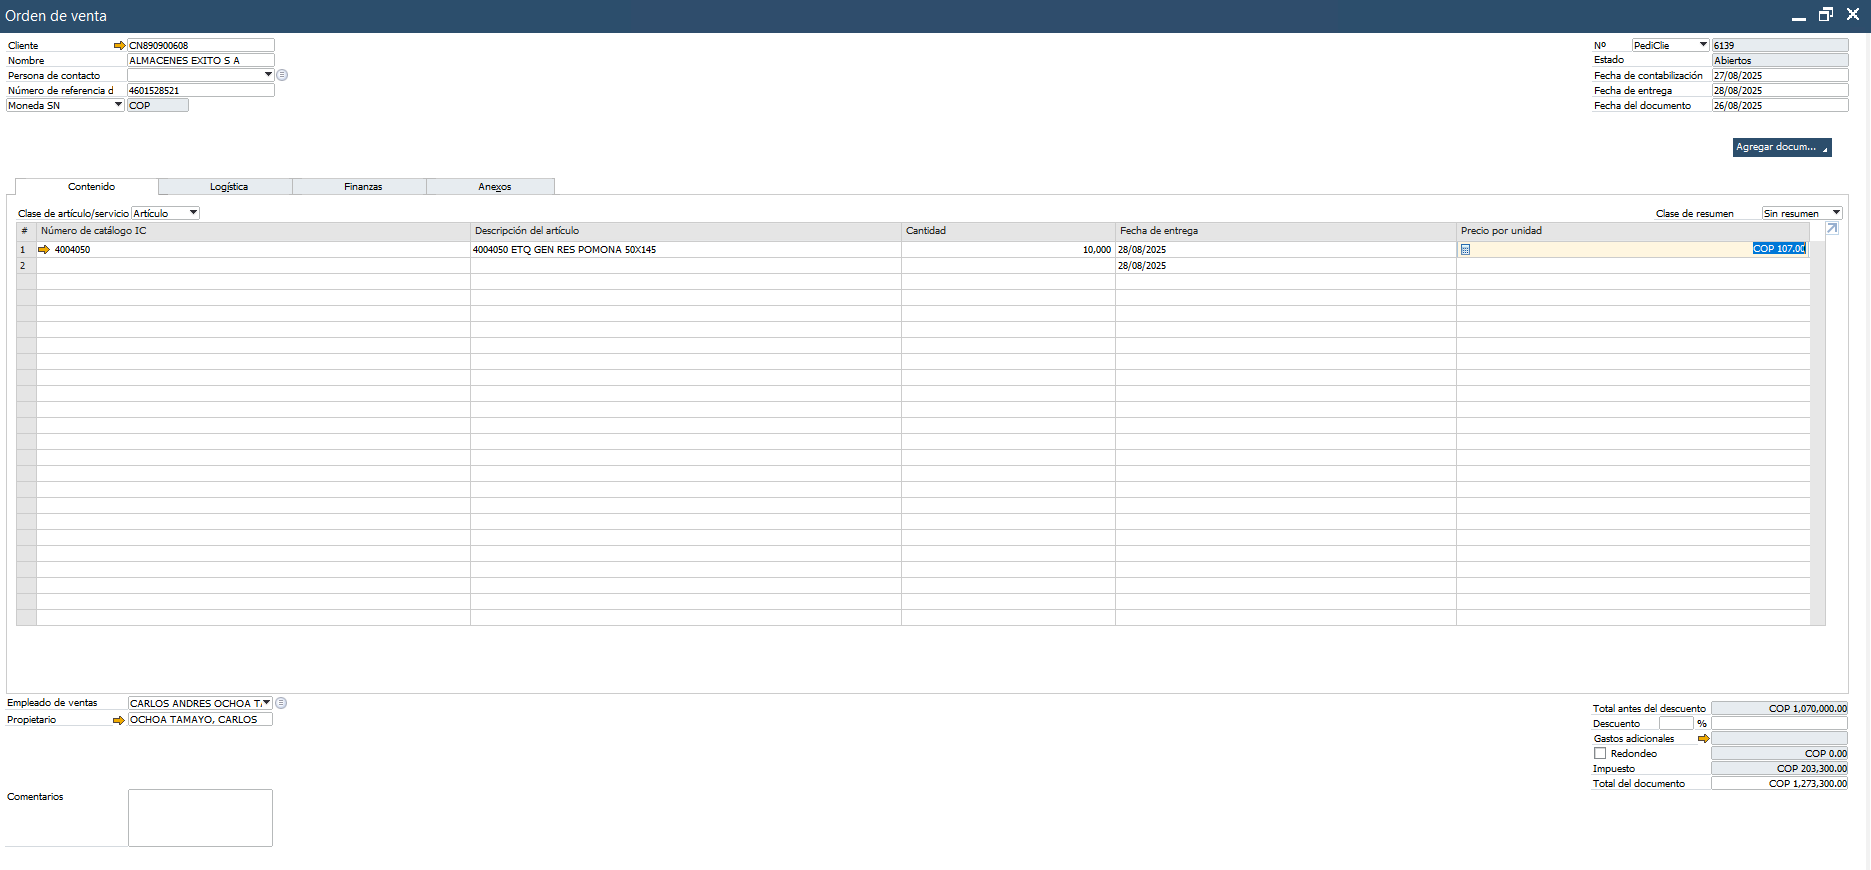 Orden de venta
Cliente CN890900608
Nombre ALMACENES EXITO S A
Persona de contacto
Número de referencia d 4601528521
Moneda SN COP
Nº PediClie 6139
Estado Abiertos
Fecha de contabilización 27/08/2025
Fecha de entrega 28/08/2025
Fecha del documento 26/08/2025
Agregar docum...
Contenido Logística Finanzas Anexos
Clase de artículo/servicio Artículo Clase de resumen Sin resumen
# Número de catálogo IC Descripción del artículo Cantidad Fecha de entrega Precio por unidad
1 4004050 4004050 ETQ GEN RES POMONA 50X145 10,000 28/08/2025 COP 107.00
2 28/08/2025
Empleado de ventas CARLOS ANDRES OCHOA T
Propietario OCHOA TAMAYO, CARLOS
Total antes del descuento COP 1,070,000.00
Descuento %
Gastos adicionales
Redondeo COP 0.00
Impuesto COP 203,300.00
Total del documento COP 1,273,300.00
Comentarios